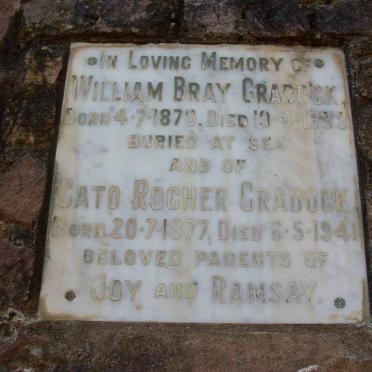 In Loving Memory of
William Bray Cradock,
Born 4-7-1879, Died
Buried at sea
and of
Cato Rocher Cradock,
Born 20-7-1877, Died 6-5-1941
beloved parents of
Joy and Ramsay.